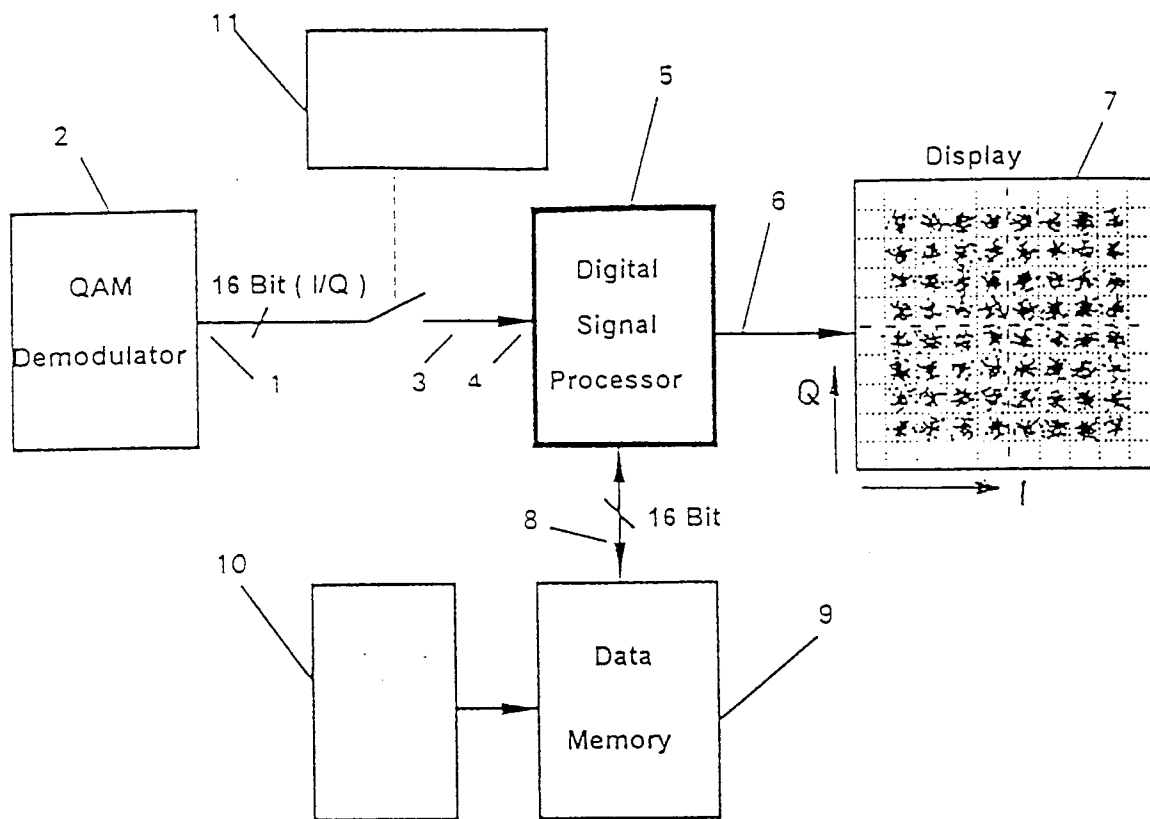 11
5
2
7
Display
6
QAM
Demodulator
16 Bit ( I/Q )
Digital
Signal
Processor
1
3
4
Q
I
8
16 Bit
10
9
Data
Memory